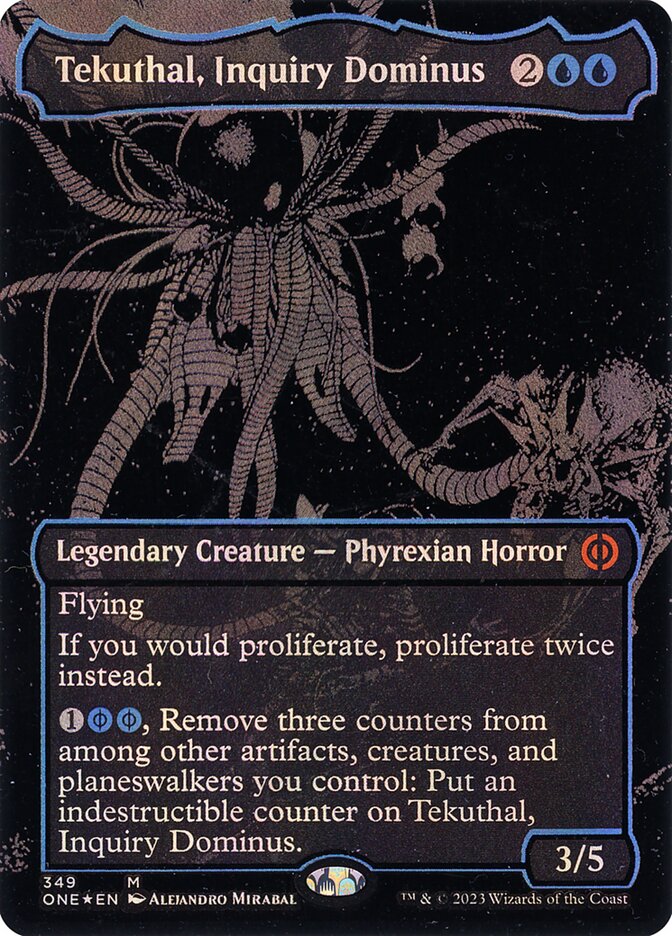 Tekuthal, Inquiry Dominus 2
Legendary Creature — Phyrexian Horror
Flying
If you would proliferate, proliferate twice
instead.
1, Remove three counters from
among other artifacts, creatures, and
planeswalkers you control: Put an
indestructible counter on Tekuthal,
Inquiry Dominus.
3/5
349 M
ONE★EN Alejandro Mirabal
™ & © 2023 Wizards of the Coast